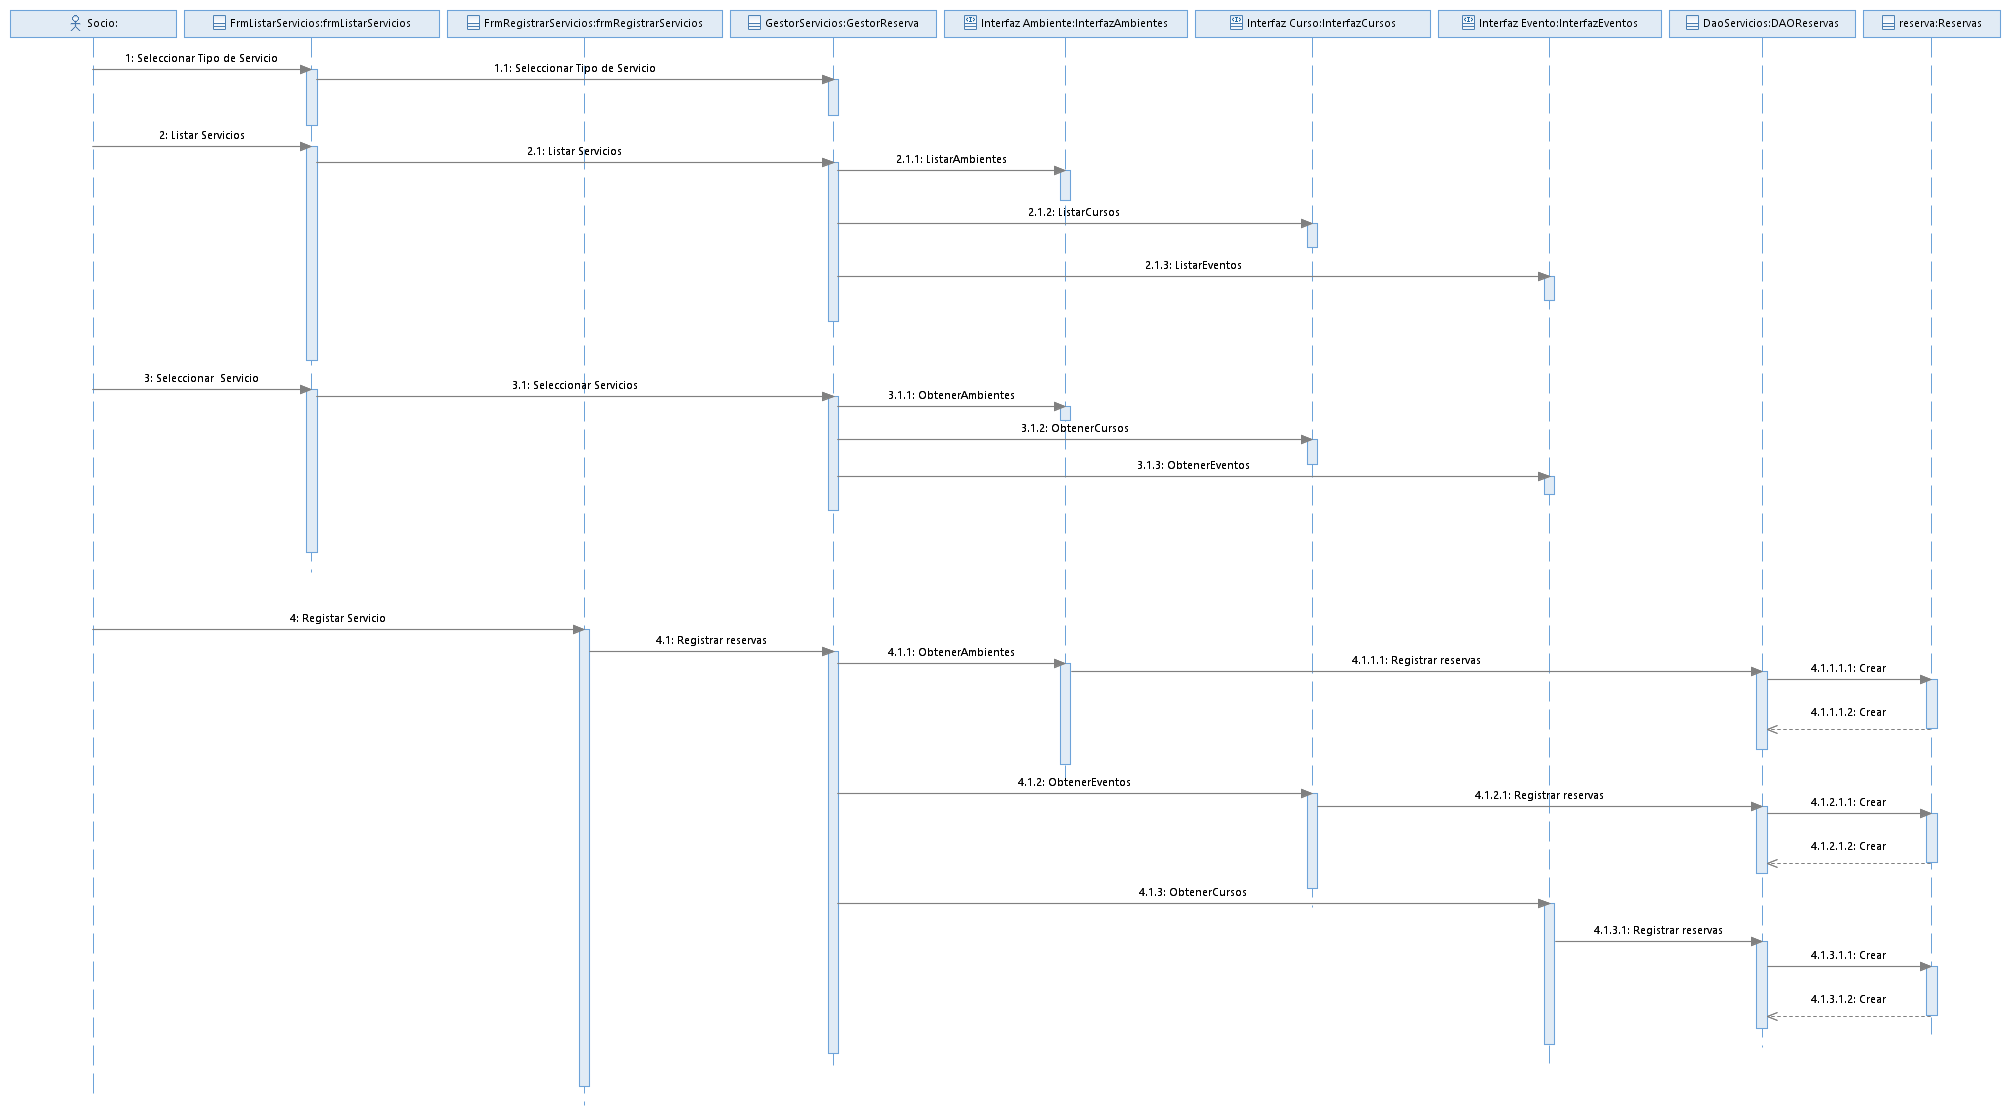 Socio:
FrmListarServicios:frmListarServicios
FrmRegistrarServicios:frmRegistrarServicios
GestorServicios:GestorReserva
Interfaz Ambiente:InterfazAmbientes
Interfaz Curso:InterfazCursos
Interfaz Evento:InterfazEventos
DaoServicios:DAOReservas
reserva:Reservas
1: Seleccionar Tipo de Servicio
1.1: Seleccionar Tipo de Servicio
2: Listar Servicios
2.1: Listar Servicios
2.1.1: ListarAmbientes
2.1.2: ListarCursos
2.1.3: ListarEventos
3: Seleccionar  Servicio
3.1: Seleccionar Servicios
3.1.1: ObtenerAmbientes
3.1.2: ObtenerCursos
3.1.3: ObtenerEventos
4: Registar Servicio
4.1: Registrar reservas
4.1.1: ObtenerAmbientes
4.1.1.1: Registrar reservas
4.1.1.1.1: Crear
4.1.1.1.2: Crear
4.1.2: ObtenerEventos
4.1.2.1: Registrar reservas
4.1.2.1.1: Crear
4.1.2.1.2: Crear
4.1.3: ObtenerCursos
4.1.3.1: Registrar reservas
4.1.3.1.1: Crear
4.1.3.1.2: Crear